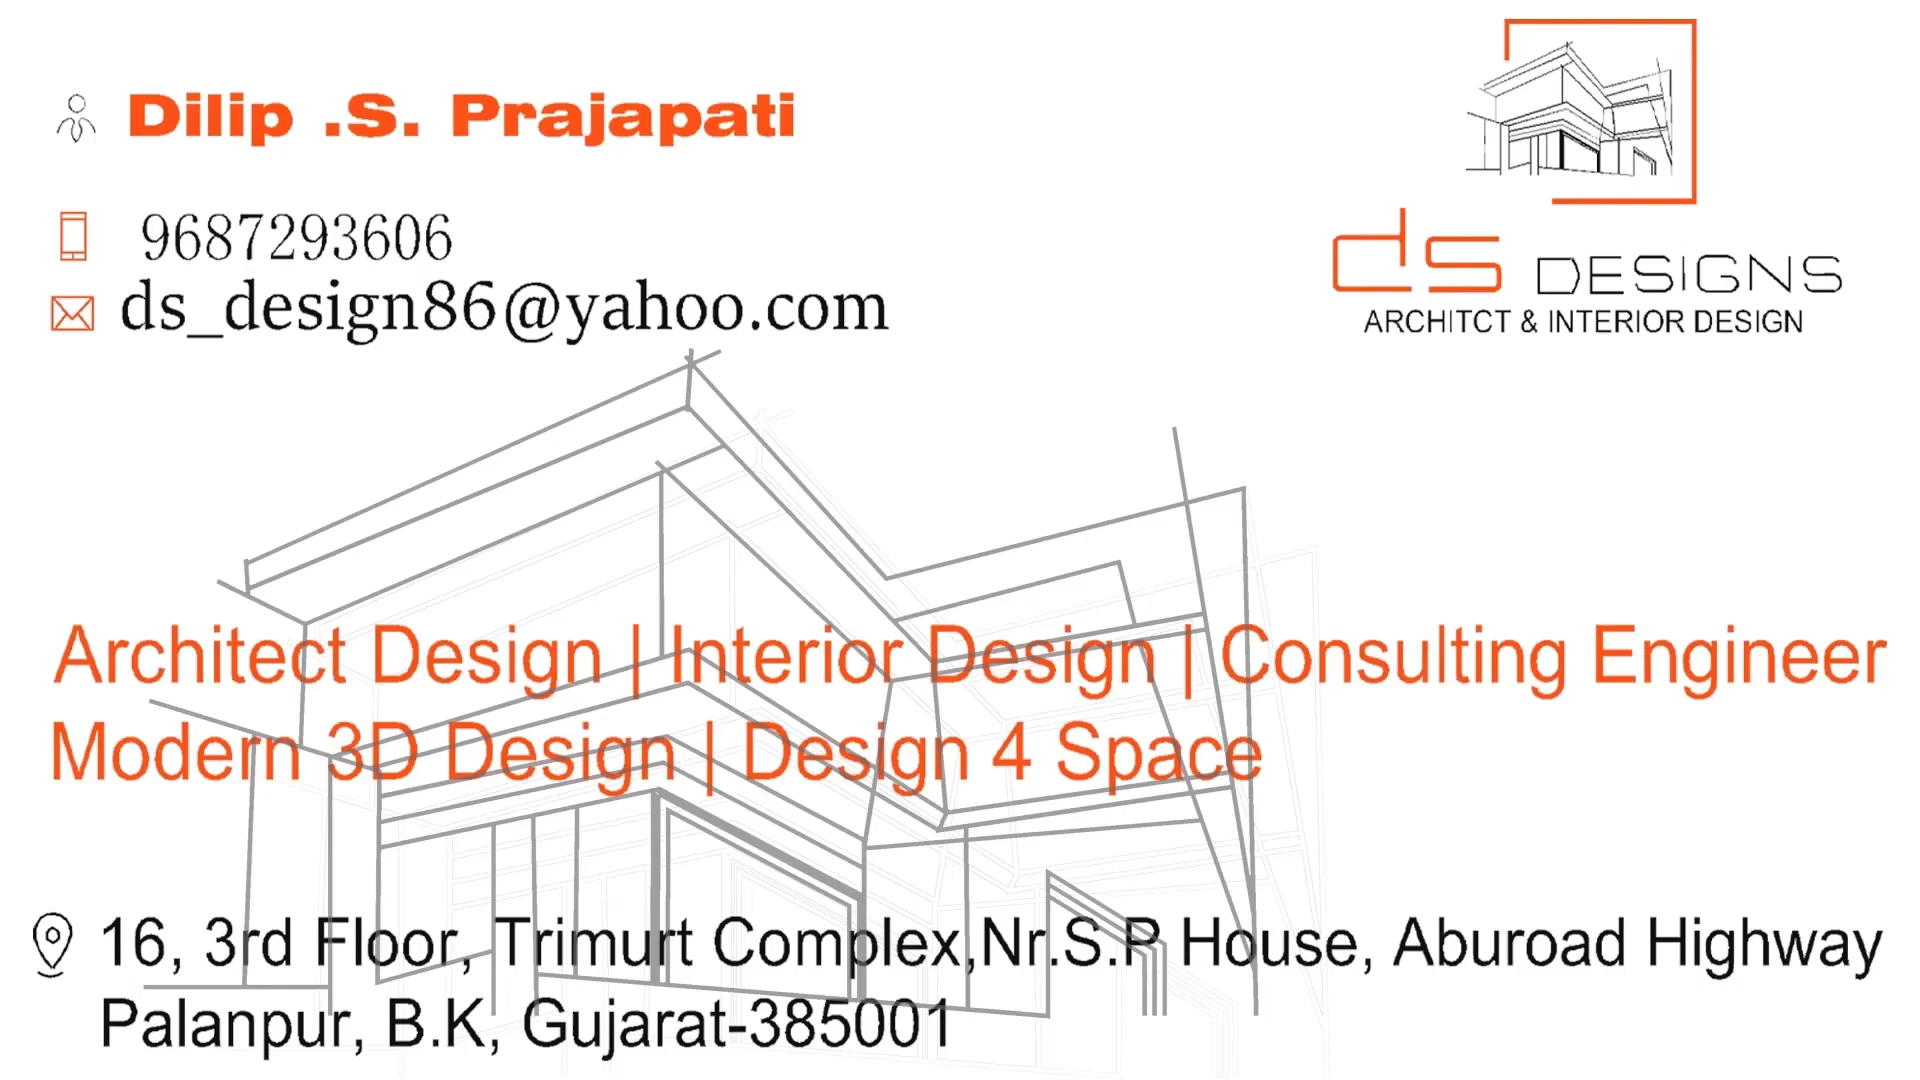 Dilip .S. Prajapati
9687293606
ds_design86@yahoo.com
ds DESIGNS
ARCHITCT & INTERIOR DESIGN
Architect Design | Interior Design | Consulting Engineer
Modern 3D Design | Design 4 Space
16, 3rd Floor, Trimurt Complex,Nr.S.P House, Aburoad Highway
Palanpur, B.K, Gujarat-385001